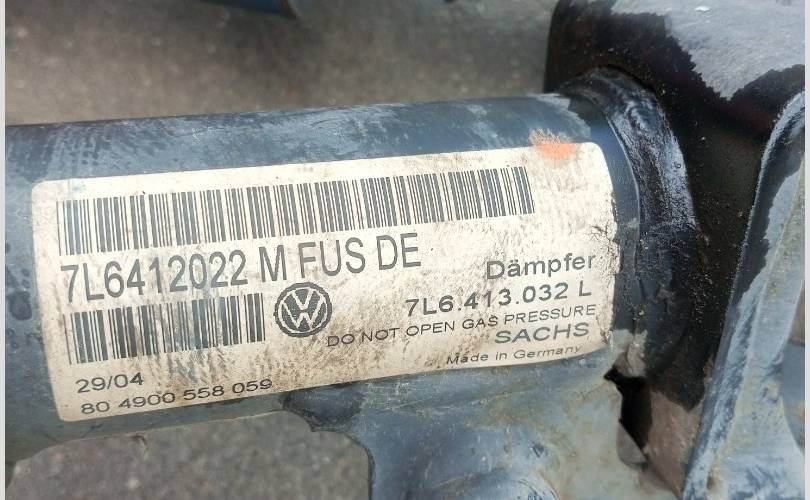 7L6412022 M FUS DE
Dämpfer
7L6.413.032 L
DO NOT OPEN GAS PRESSURE
SACHS
Made in Germany
29/04
80 4900 558 059